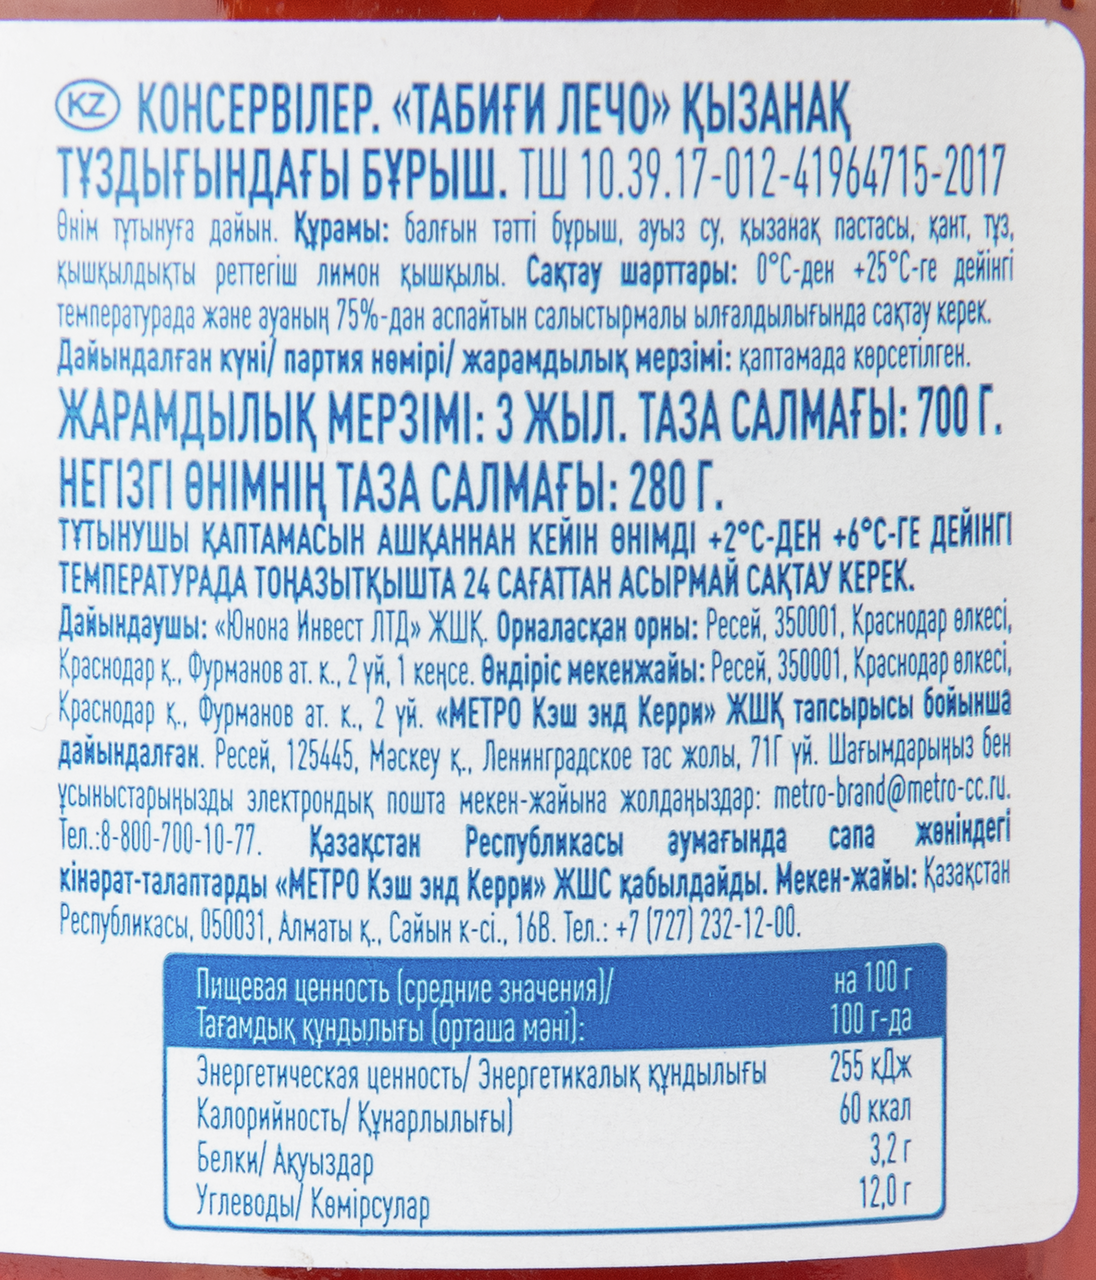 KZ КОНСЕРВІЛЕР. «ТАБИҒИ ЛЕЧО» ҚЫЗАНАҚ
ТҰЗДЫҒЫНДАҒЫ БҰРЫШ. ТШ 10.39.17-012-41964715-2017
Өнім тұтынуға дайын. Құрамы: балғын тәтті бұрыш, ауыз су, қызанақ пастасы, қант, тұз,
қышқылдықты реттегіш лимон қышқылы. Сақтау шарттары: 0°С-ден +25°С-ге дейінгі
температурада және ауаның 75%-дан аспайтын салыстырмалы ылғалдылығында сақтау керек.
Дайындалған күні/ партия нөмірі/ жарамдылық мерзімі: қаптамада көрсетілген.
ЖАРАМДЫЛЫҚ МЕРЗІМІ: 3 ЖЫЛ. ТАЗА САЛМАҒЫ: 700 Г.
НЕГІЗГІ ӨНІМНІҢ ТАЗА САЛМАҒЫ: 280 Г.
ТҰТЫНУШЫ ҚАПТАМАСЫН АШҚАННАН КЕЙІН ӨНІМДІ +2°С-ДЕН +6°С-ГЕ ДЕЙІНГІ
ТЕМПЕРАТУРАДА ТОҢАЗЫТҚЫШТА 24 САҒАТТАН АСЫРМАЙ САҚТАУ КЕРЕК.
Дайындаушы: «Юнона Инвест ЛТД» ЖШҚ. Орналасқан орны: Ресей, 350001, Краснодар өлкесі,
Краснодар қ., Фурманов ат. к., 2 үй, 1 кеңсе. Өндіріс мекенжайы: Ресей, 350001, Краснодар өлкесі,
Краснодар қ., Фурманов ат. к., 2 үй. «МЕТРО Кэш энд Керри» ЖШҚ тапсырысы бойынша
дайындалған. Ресей, 125445, Мәскеу қ., Ленинградское тас жолы, 71Г үй. Шағымдарыңыз бен
ұсыныстарыңызды электрондық пошта мекен-жайына жолдаңыздар: metro-brand@metro-cc.ru.
Тел.:8-800-700-10-77. Қазақстан Республикасы аумағында сапа жөніндегі
кінәрат-талаптарды «МЕТРО Кэш энд Керри» ЖШС қабылдайды. Мекен-жайы: Қазақстан
Республикасы, 050031, Алматы қ., Сайын к-сі., 16В. Тел.: +7 (727) 232-12-00.
Пищевая ценность (средние значения)/ на 100 г
Тағамдық құндылығы (орташа мәні): 100 г-да
Энергетическая ценность/ Энергетикалық құндылығы 255 кДж
Калорийность/ Құнарлылығы) 60 ккал
Белки/ Ақуыздар 3,2 г
Углеводы/ Көмірсулар 12,0 г